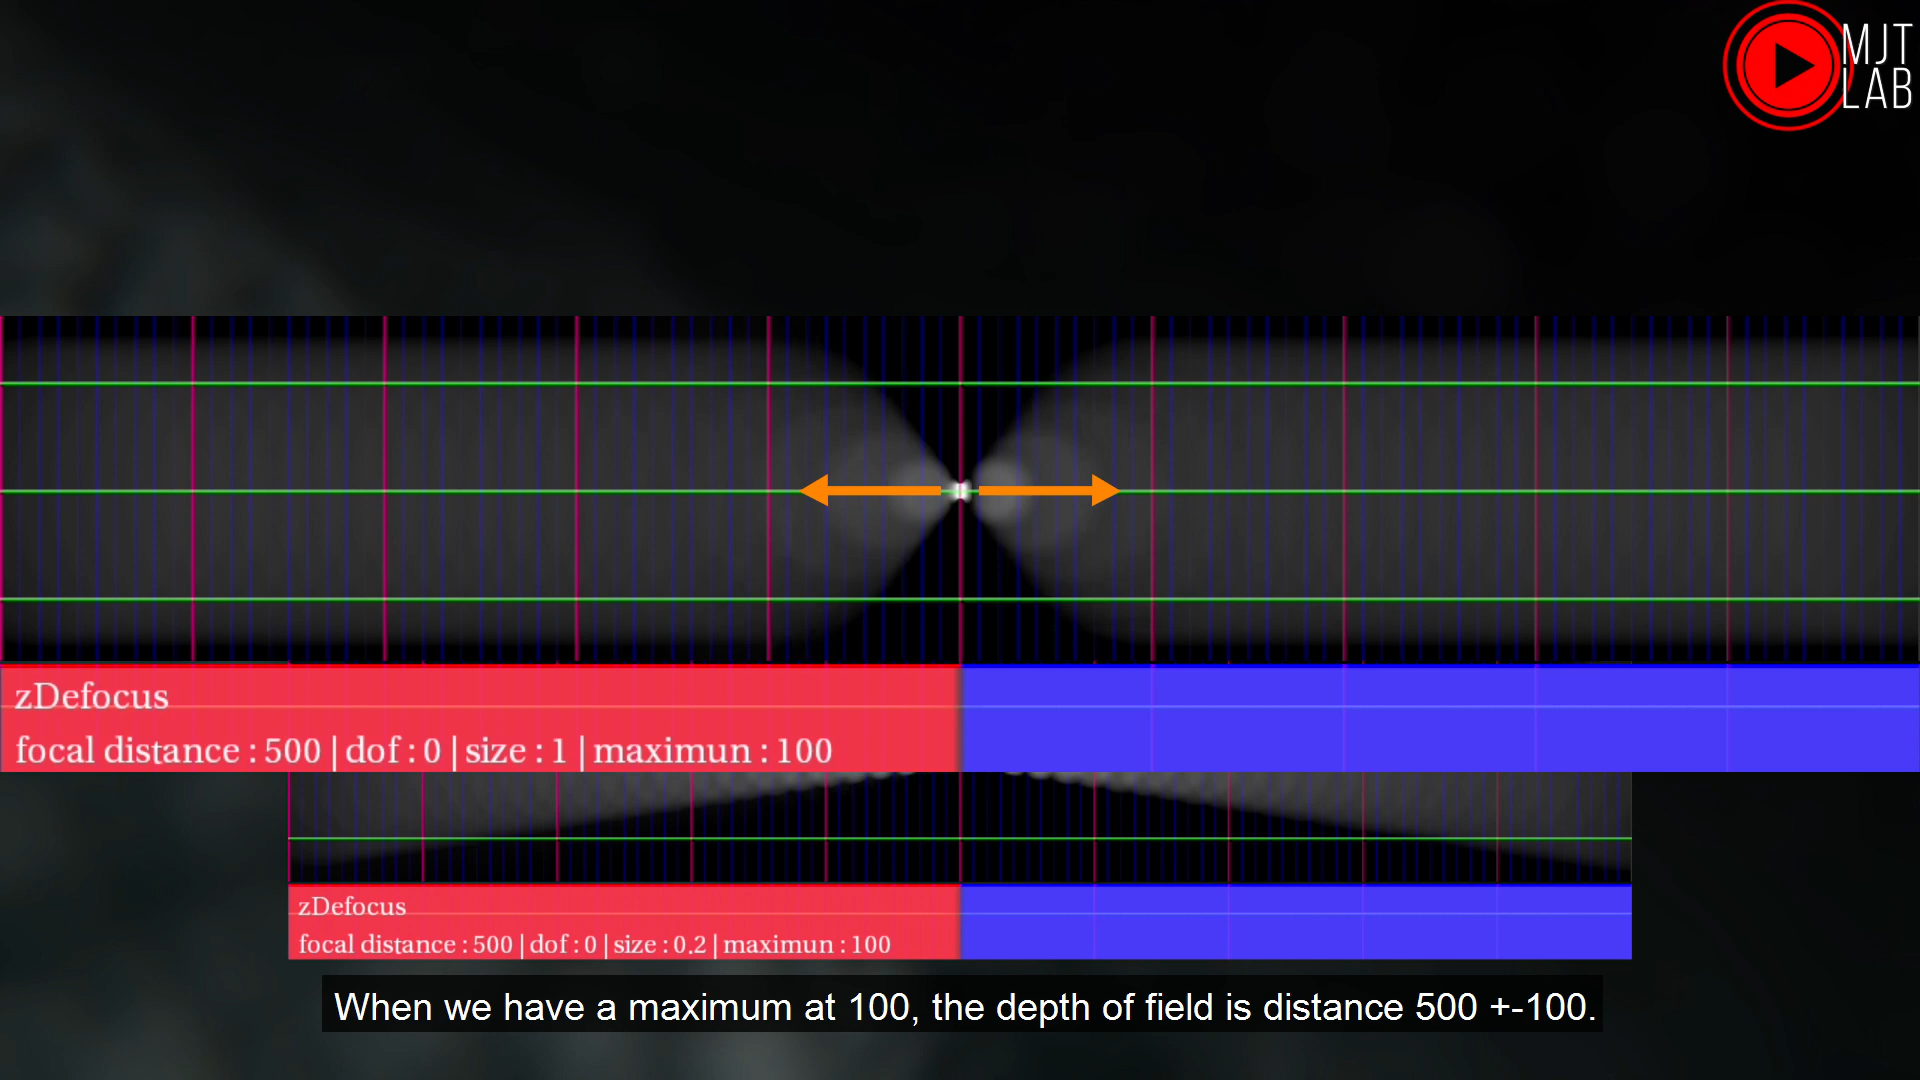 MJT
LAB
zDefocus
focal distance : 500 | dof : 0 | size : 1 | maximun : 100
zDefocus
focal distance : 500 | dof : 0 | size : 0.2 | maximun : 100
When we have a maximum at 100, the depth of field is distance 500 +-100.